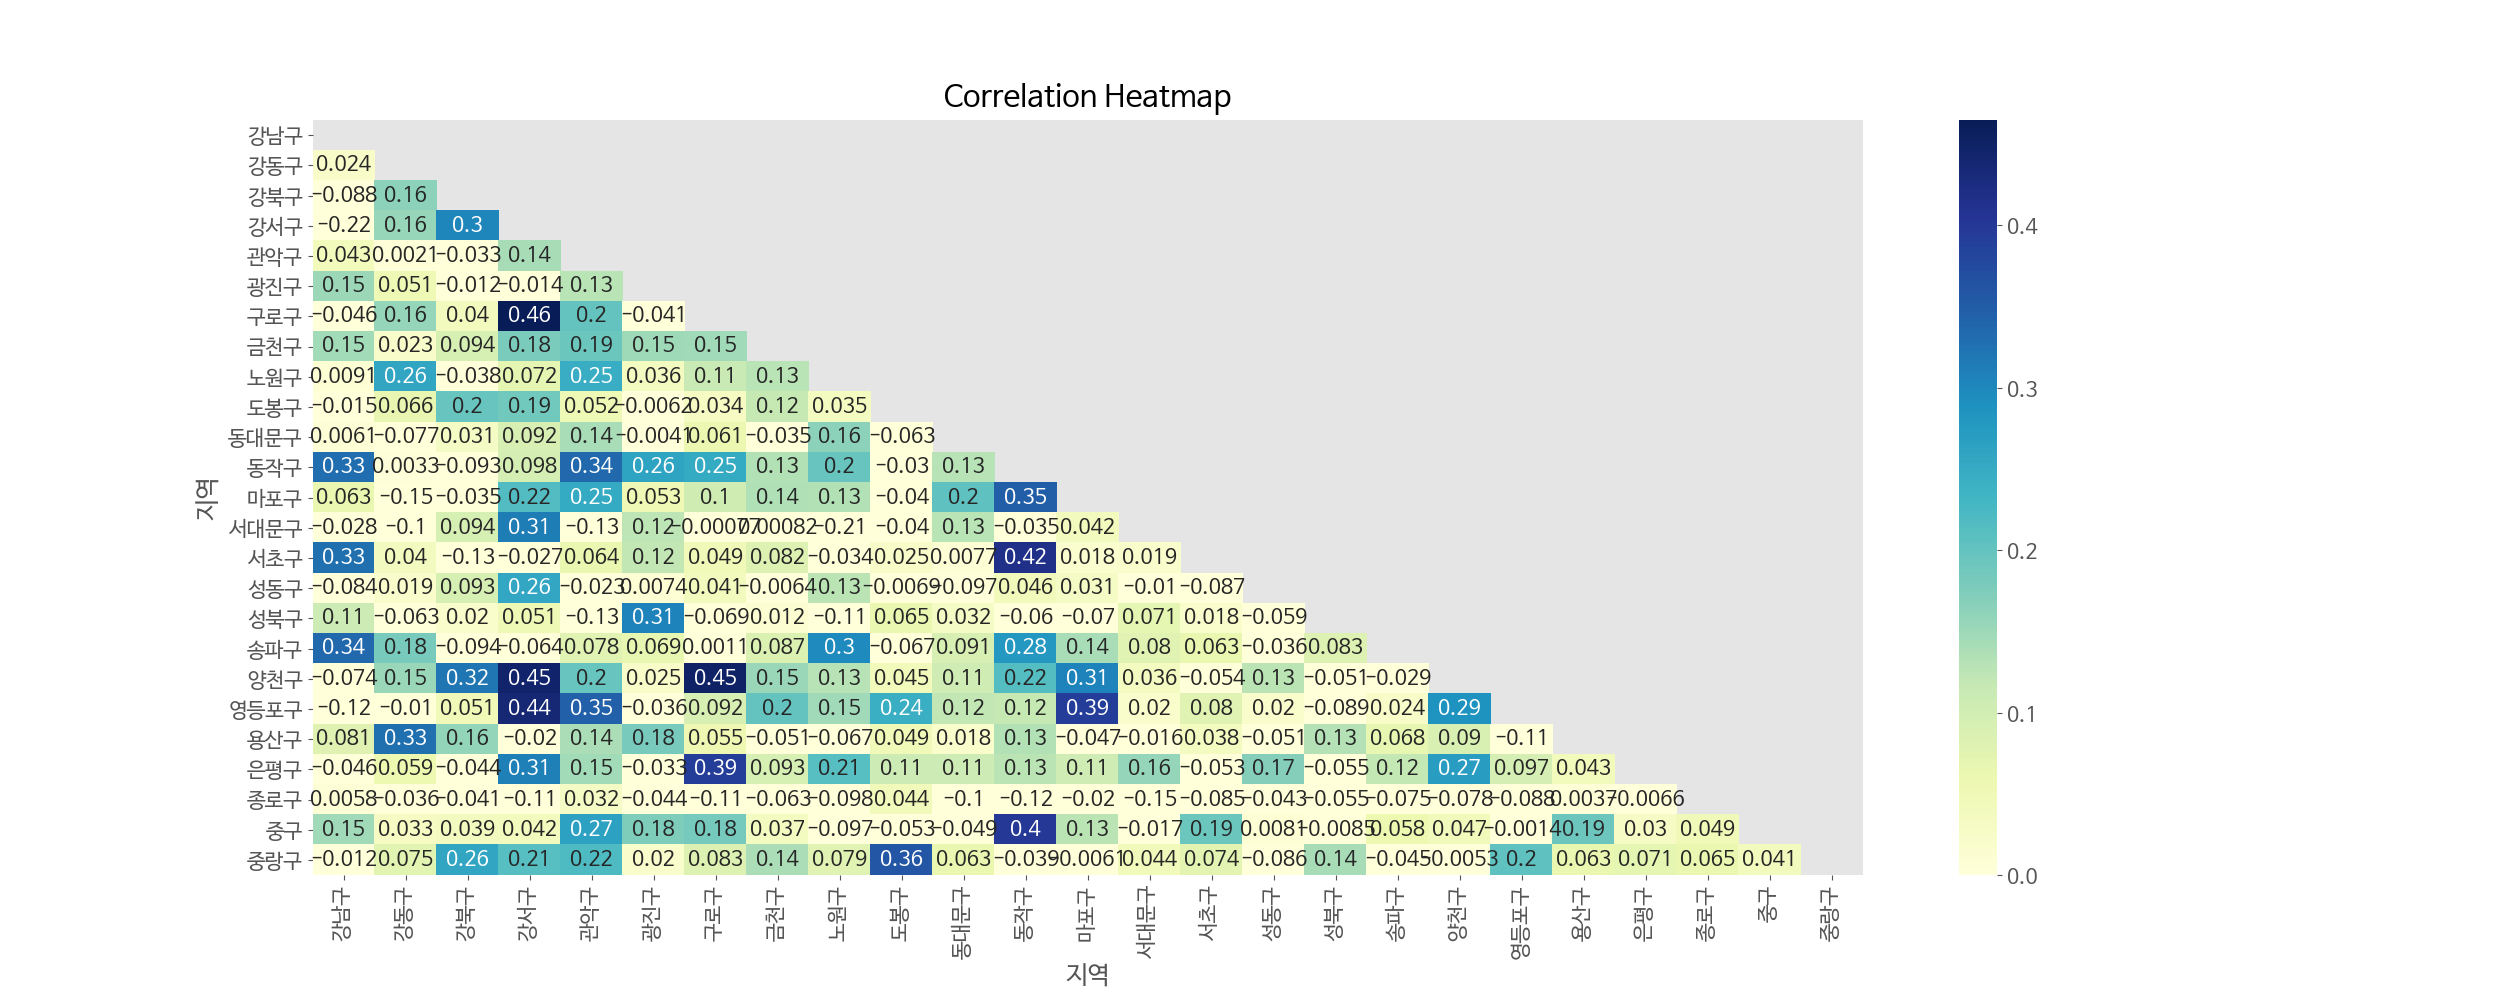 Correlation Heatmap
지역
강남구
강동구 0.024
강북구 −0.088 0.16
강서구 −0.22 0.16 0.3
관악구 0.043 0.0021 −0.033 0.14
광진구 0.15 0.051 −0.012 −0.014 0.13
구로구 −0.046 0.16 0.04 0.46 0.2 −0.041
금천구 0.15 0.023 0.094 0.18 0.19 0.15 0.15
노원구 0.0091 0.26 −0.038 0.072 0.25 0.036 0.11 0.13
도봉구 −0.015 0.066 0.2 0.19 0.052 −0.0062 0.034 0.12 0.035
동대문구 0.0061 −0.077 0.031 0.092 0.14 −0.0041 0.061 −0.035 0.16 −0.063
동작구 0.33 0.0033 −0.093 0.098 0.34 0.26 0.25 0.13 0.2 −0.03 0.13
마포구 0.063 −0.15 −0.035 0.22 0.25 0.053 0.1 0.14 0.13 −0.04 0.2 0.35
서대문구 −0.028 −0.1 0.094 0.31 −0.13 0.12 −0.00077 0.00082 −0.21 −0.04 0.13 −0.035 0.042
서초구 0.33 0.04 −0.13 −0.027 0.064 0.12 0.049 0.082 −0.034 0.025 0.0077 0.42 0.018 0.019
성동구 −0.084 0.019 0.093 0.26 −0.023 0.0074 0.041 −0.0064 0.13 −0.0069 −0.097 0.046 0.031 −0.01 −0.087
성북구 0.11 −0.063 0.02 0.051 −0.13 0.31 −0.069 0.012 −0.11 0.065 0.032 −0.06 −0.07 0.071 0.018 −0.059
송파구 0.34 0.18 −0.094 −0.064 0.078 0.069 0.0011 0.087 0.3 −0.067 0.091 0.28 0.14 0.08 0.063 −0.036 0.083
양천구 −0.074 0.15 0.32 0.45 0.2 0.025 0.45 0.15 0.13 0.045 0.11 0.22 0.31 0.036 −0.054 0.13 −0.051 −0.029
영등포구 −0.12 −0.01 0.051 0.44 0.35 −0.036 0.092 0.2 0.15 0.24 0.12 0.12 0.39 0.02 0.08 0.02 −0.089 0.024 0.29
용산구 0.081 0.33 0.16 −0.02 0.14 0.18 0.055 −0.051 −0.067 0.049 0.018 0.13 −0.047 −0.016 0.038 −0.051 0.13 0.068 0.09 −0.11
은평구 −0.046 0.059 −0.044 0.31 0.15 −0.033 0.39 0.093 0.21 0.11 0.11 0.13 0.11 0.16 −0.053 0.17 −0.055 0.12 0.27 0.097 0.043
종로구 0.0058 −0.036 −0.041 −0.11 0.032 −0.044 −0.11 −0.063 −0.098 0.044 −0.1 −0.12 −0.02 −0.15 −0.085 −0.043 −0.055 −0.075 −0.078 −0.088 0.0037 −0.0066
중구 0.15 0.033 0.039 0.042 0.27 0.18 0.18 0.037 −0.097 −0.053 −0.049 0.4 0.13 −0.017 0.19 0.0081 −0.0085 0.058 0.047 −0.0014 0.19 0.03 0.049
중랑구 −0.012 0.075 0.26 0.21 0.22 0.02 0.083 0.14 0.079 0.36 0.063 −0.039 −0.0061 0.044 0.074 −0.086 0.14 −0.045 −0.0053 0.2 0.063 0.071 0.065 0.041
강남구 강동구 강북구 강서구 관악구 광진구 구로구 금천구 노원구 도봉구 동대문구 동작구 마포구 서대문구 서초구 성동구 성북구 송파구 양천구 영등포구 용산구 은평구 종로구 중구 중랑구
지역
0.4
0.3
0.2
0.1
0.0